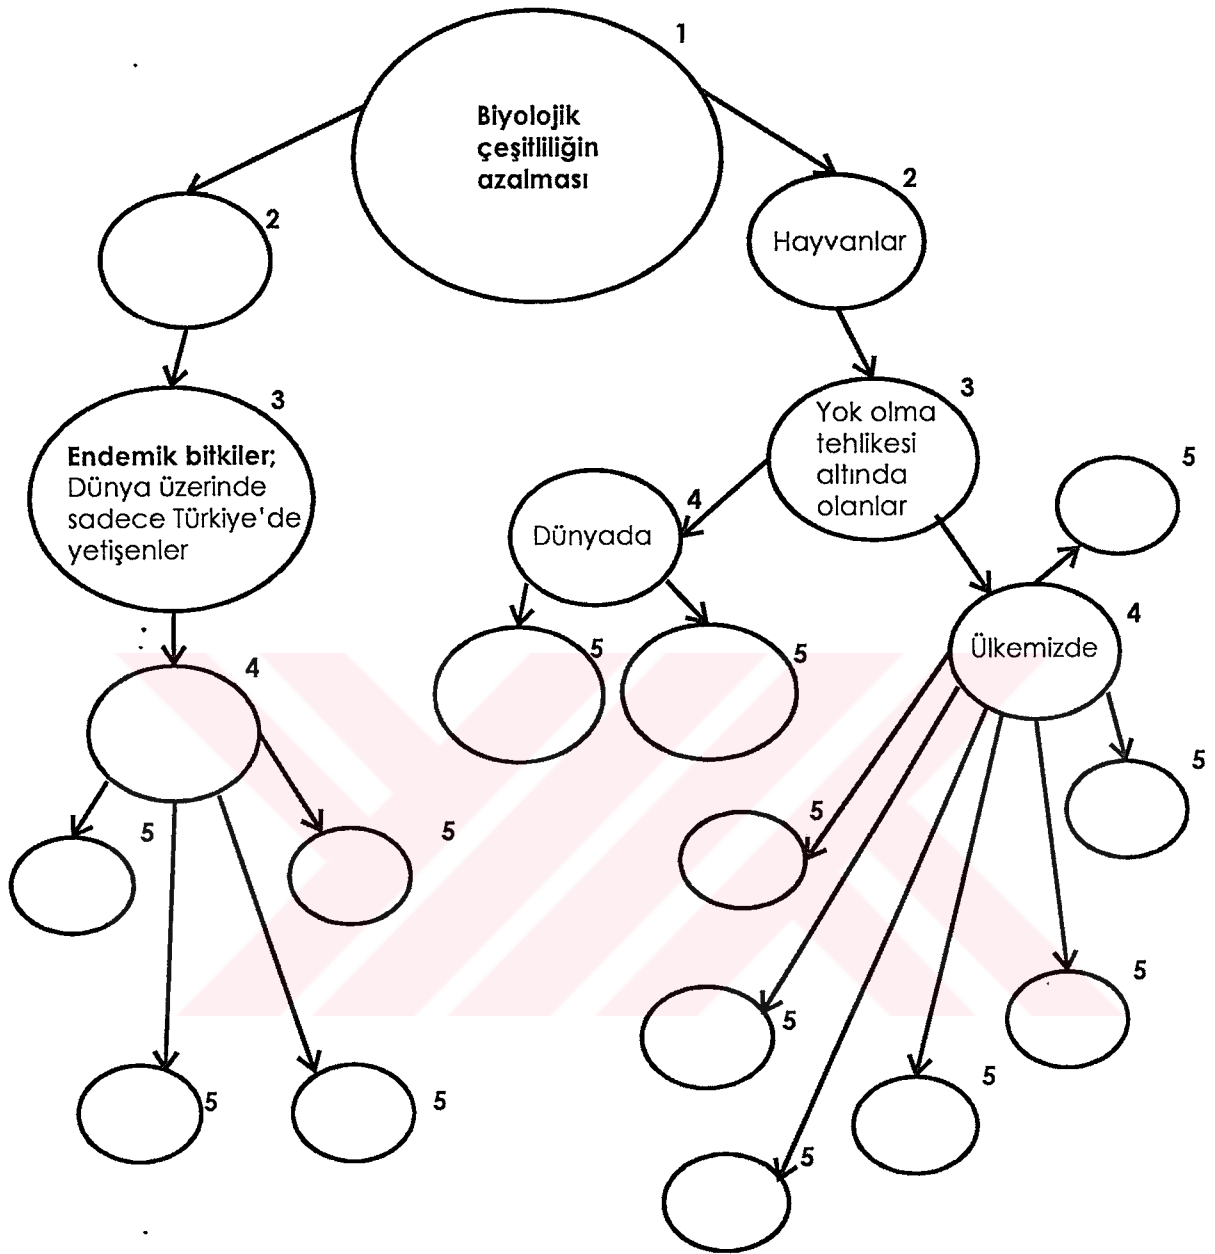 1
Biyolojik
çeşitliliğin
azalması
2
2
Hayvanlar
3
Endemik bitkiler;
Dünya üzerinde
sadece Türkiye'de
yetişenler
3
Yok olma
tehlikesi
altında
olanlar
4
Dünyada
5
5
5
4
Ülkemizde
4
5
5
5
5
5
5
5
5
5
5